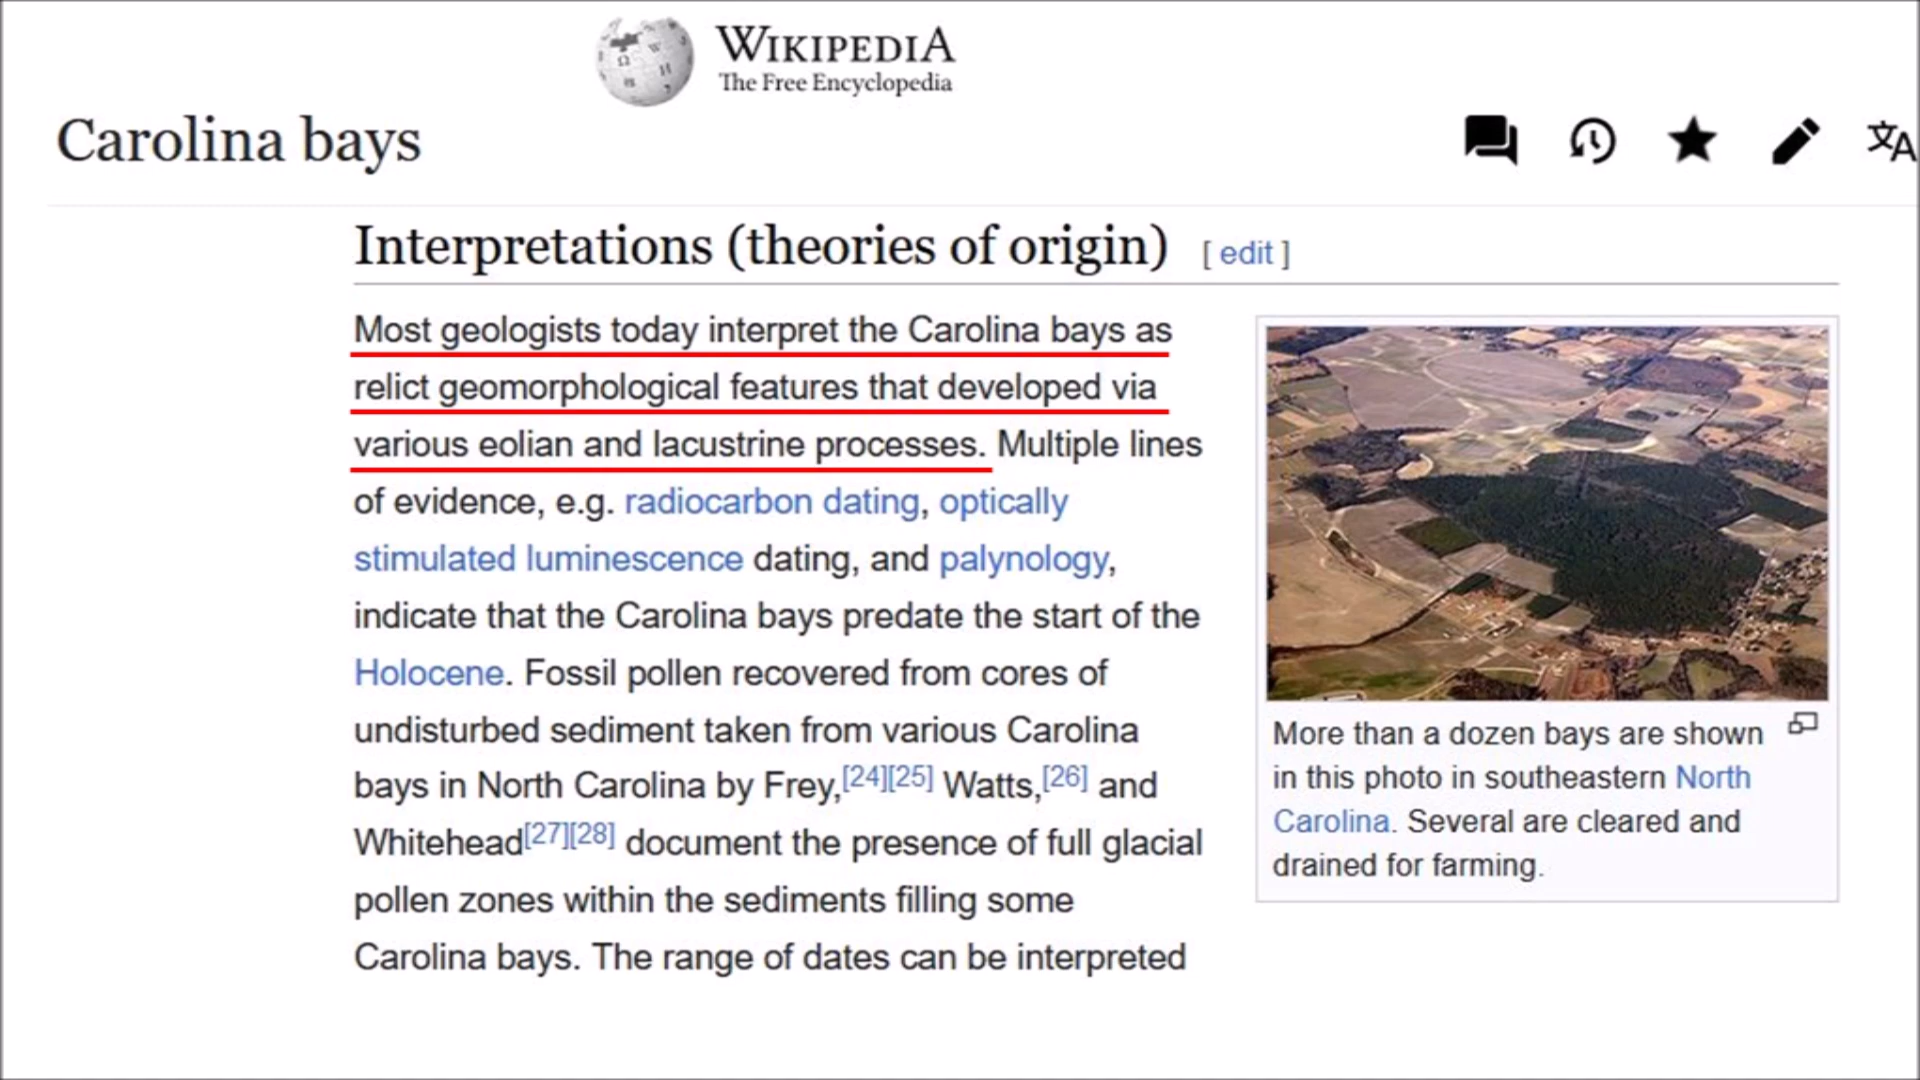 WIKIPEDIA
The Free Encyclopedia
Carolina bays
Interpretations (theories of origin) [ edit ]
Most geologists today interpret the Carolina bays as
relict geomorphological features that developed via
various eolian and lacustrine processes. Multiple lines
of evidence, e.g. radiocarbon dating, optically
stimulated luminescence dating, and palynology,
indicate that the Carolina bays predate the start of the
Holocene. Fossil pollen recovered from cores of
undisturbed sediment taken from various Carolina
bays in North Carolina by Frey,[24][25] Watts,[26] and
Whitehead[27][28] document the presence of full glacial
pollen zones within the sediments filling some
Carolina bays. The range of dates can be interpreted
More than a dozen bays are shown
in this photo in southeastern North
Carolina. Several are cleared and
drained for farming.